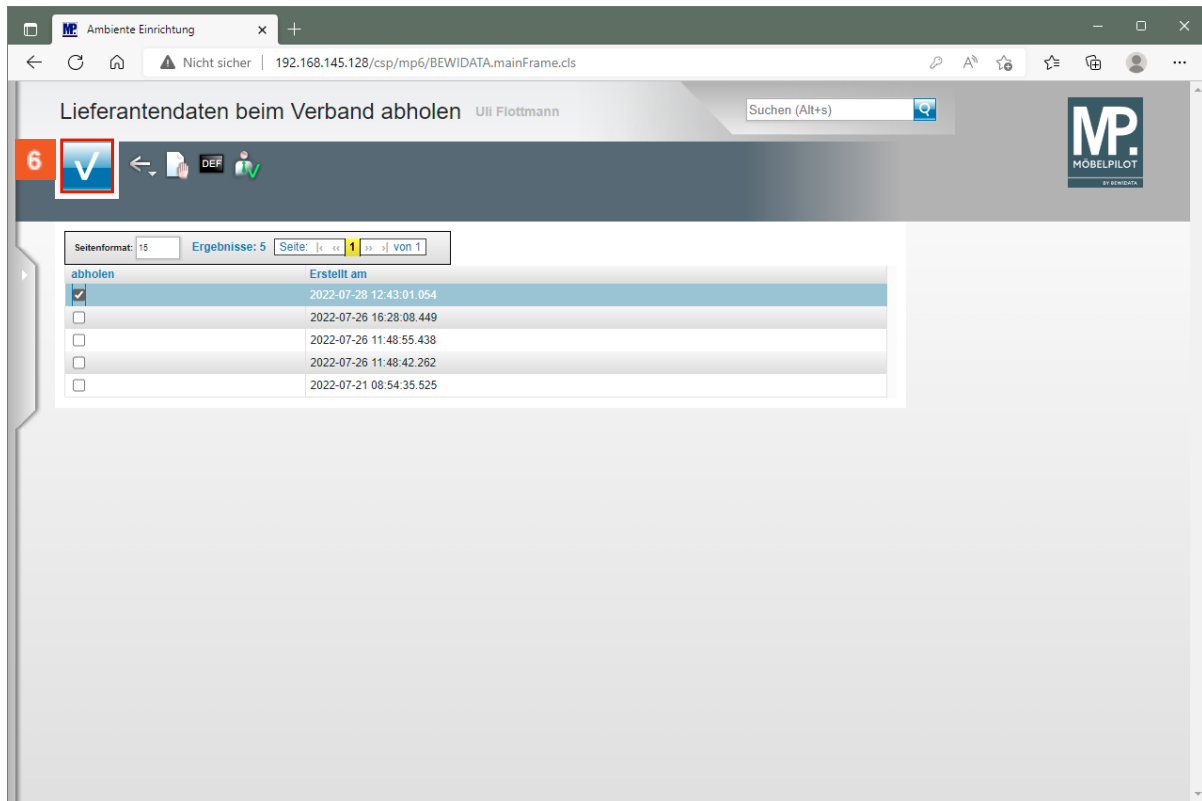 MP. Ambiente Einrichtung
Nicht sicher | 192.168.145.128/csp/mp6/BEWIDATA.mainFrame.cls
Lieferantendaten beim Verband abholen Uli Flottmann
Suchen (Alt+s)
MP.
MÖBELPILOT
BY BEWIDATA
6
DEF
Seitenformat: 15 Ergebnisse: 5 Seite: |‹ ‹‹ 1 ›› ›| von 1
abholen Erstellt am
2022-07-28 12:43:01.054
2022-07-26 16:28:08.449
2022-07-26 11:48:55.438
2022-07-26 11:48:42.262
2022-07-21 08:54:35.525